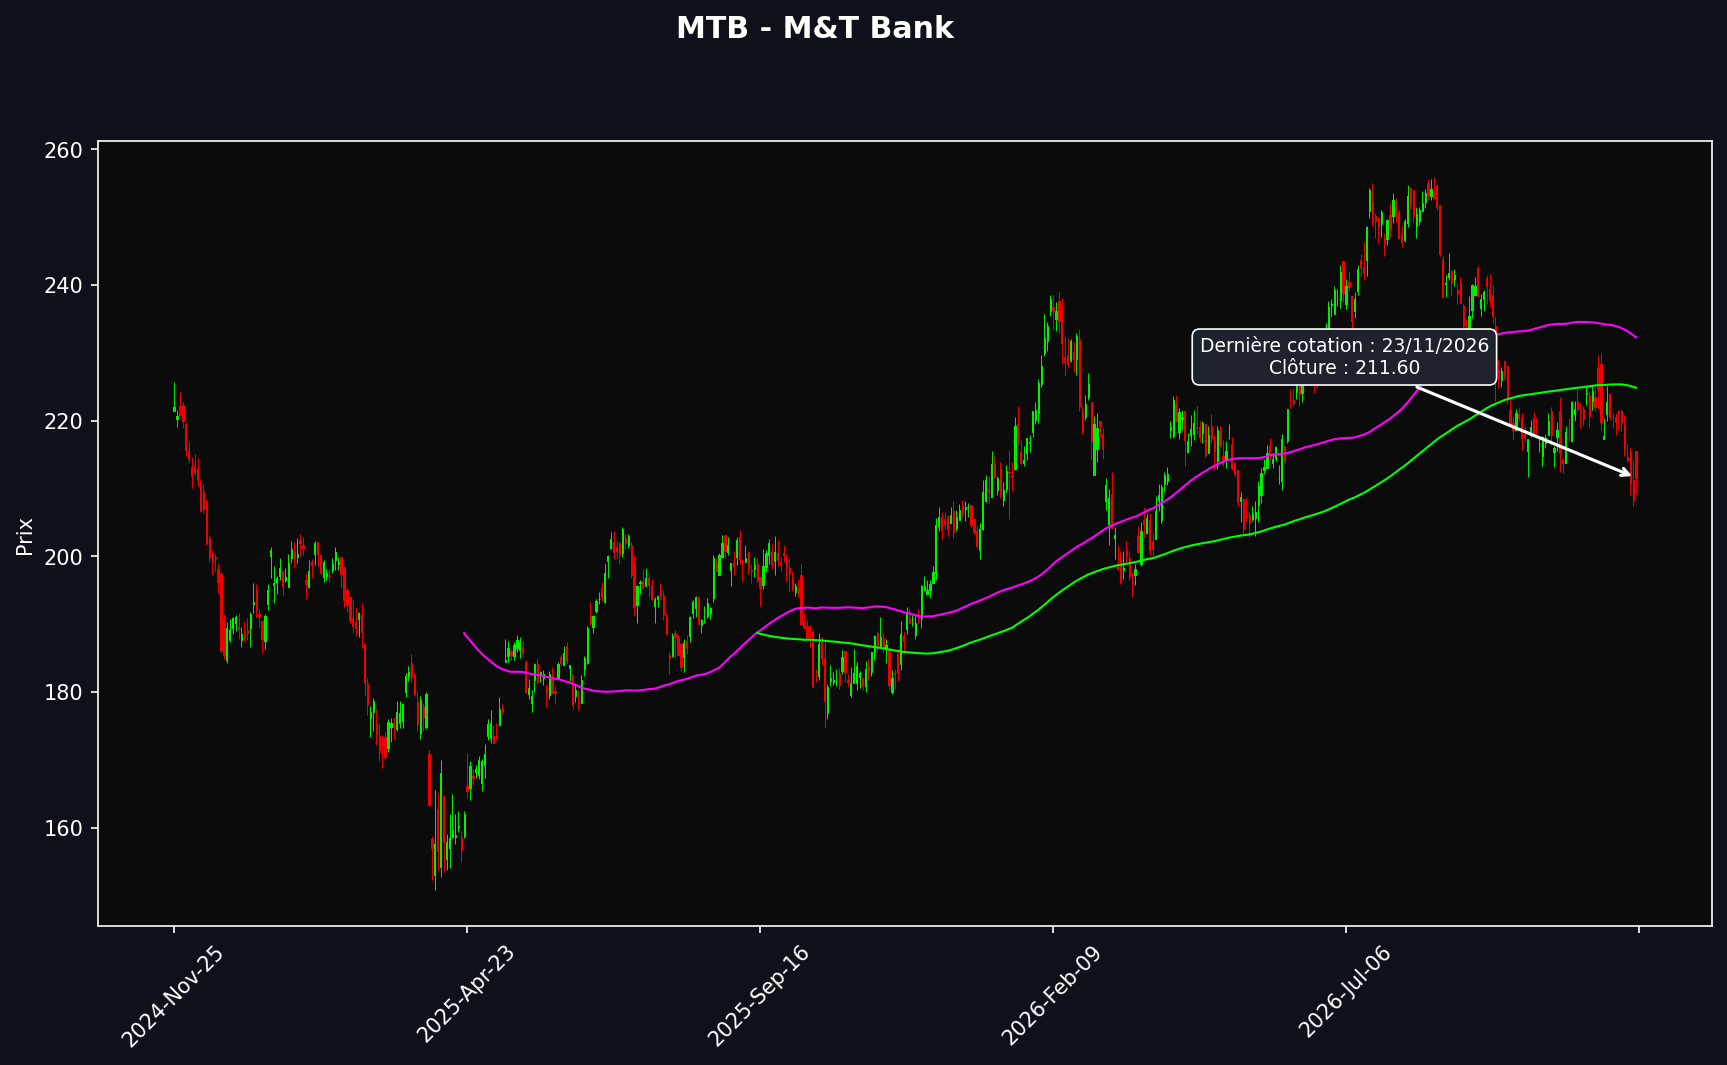 MTB - M&T Bank
260
240
220
200
180
160
Prix
Dernière cotation : 23/11/2026
Clôture : 211.60
2024-Nov-25
2025-Apr-23
2025-Sep-16
2026-Feb-09
2026-Jul-06